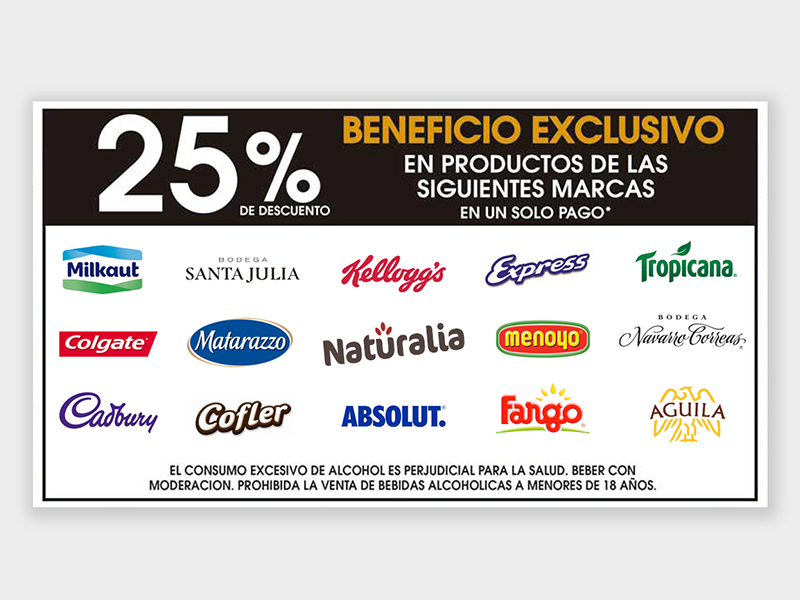 25%
DE DESCUENTO
BENEFICIO EXCLUSIVO
EN PRODUCTOS DE LAS
SIGUIENTES MARCAS
EN UN SOLO PAGO*
Milkaut
BODEGA
SANTA JULIA
Kellogg's
Express
Tropicana®
Colgate®
Matarazzo
Naturalia
menoyo
BODEGA
Navarro Correas®
Cadbury
Cofler
ABSOLUT®
Fargo®
AGUILA
EL CONSUMO EXCESIVO DE ALCOHOL ES PERJUDICIAL PARA LA SALUD. BEBER CON
MODERACION. PROHIBIDA LA VENTA DE BEBIDAS ALCOHOLICAS A MENORES DE 18 AÑOS.